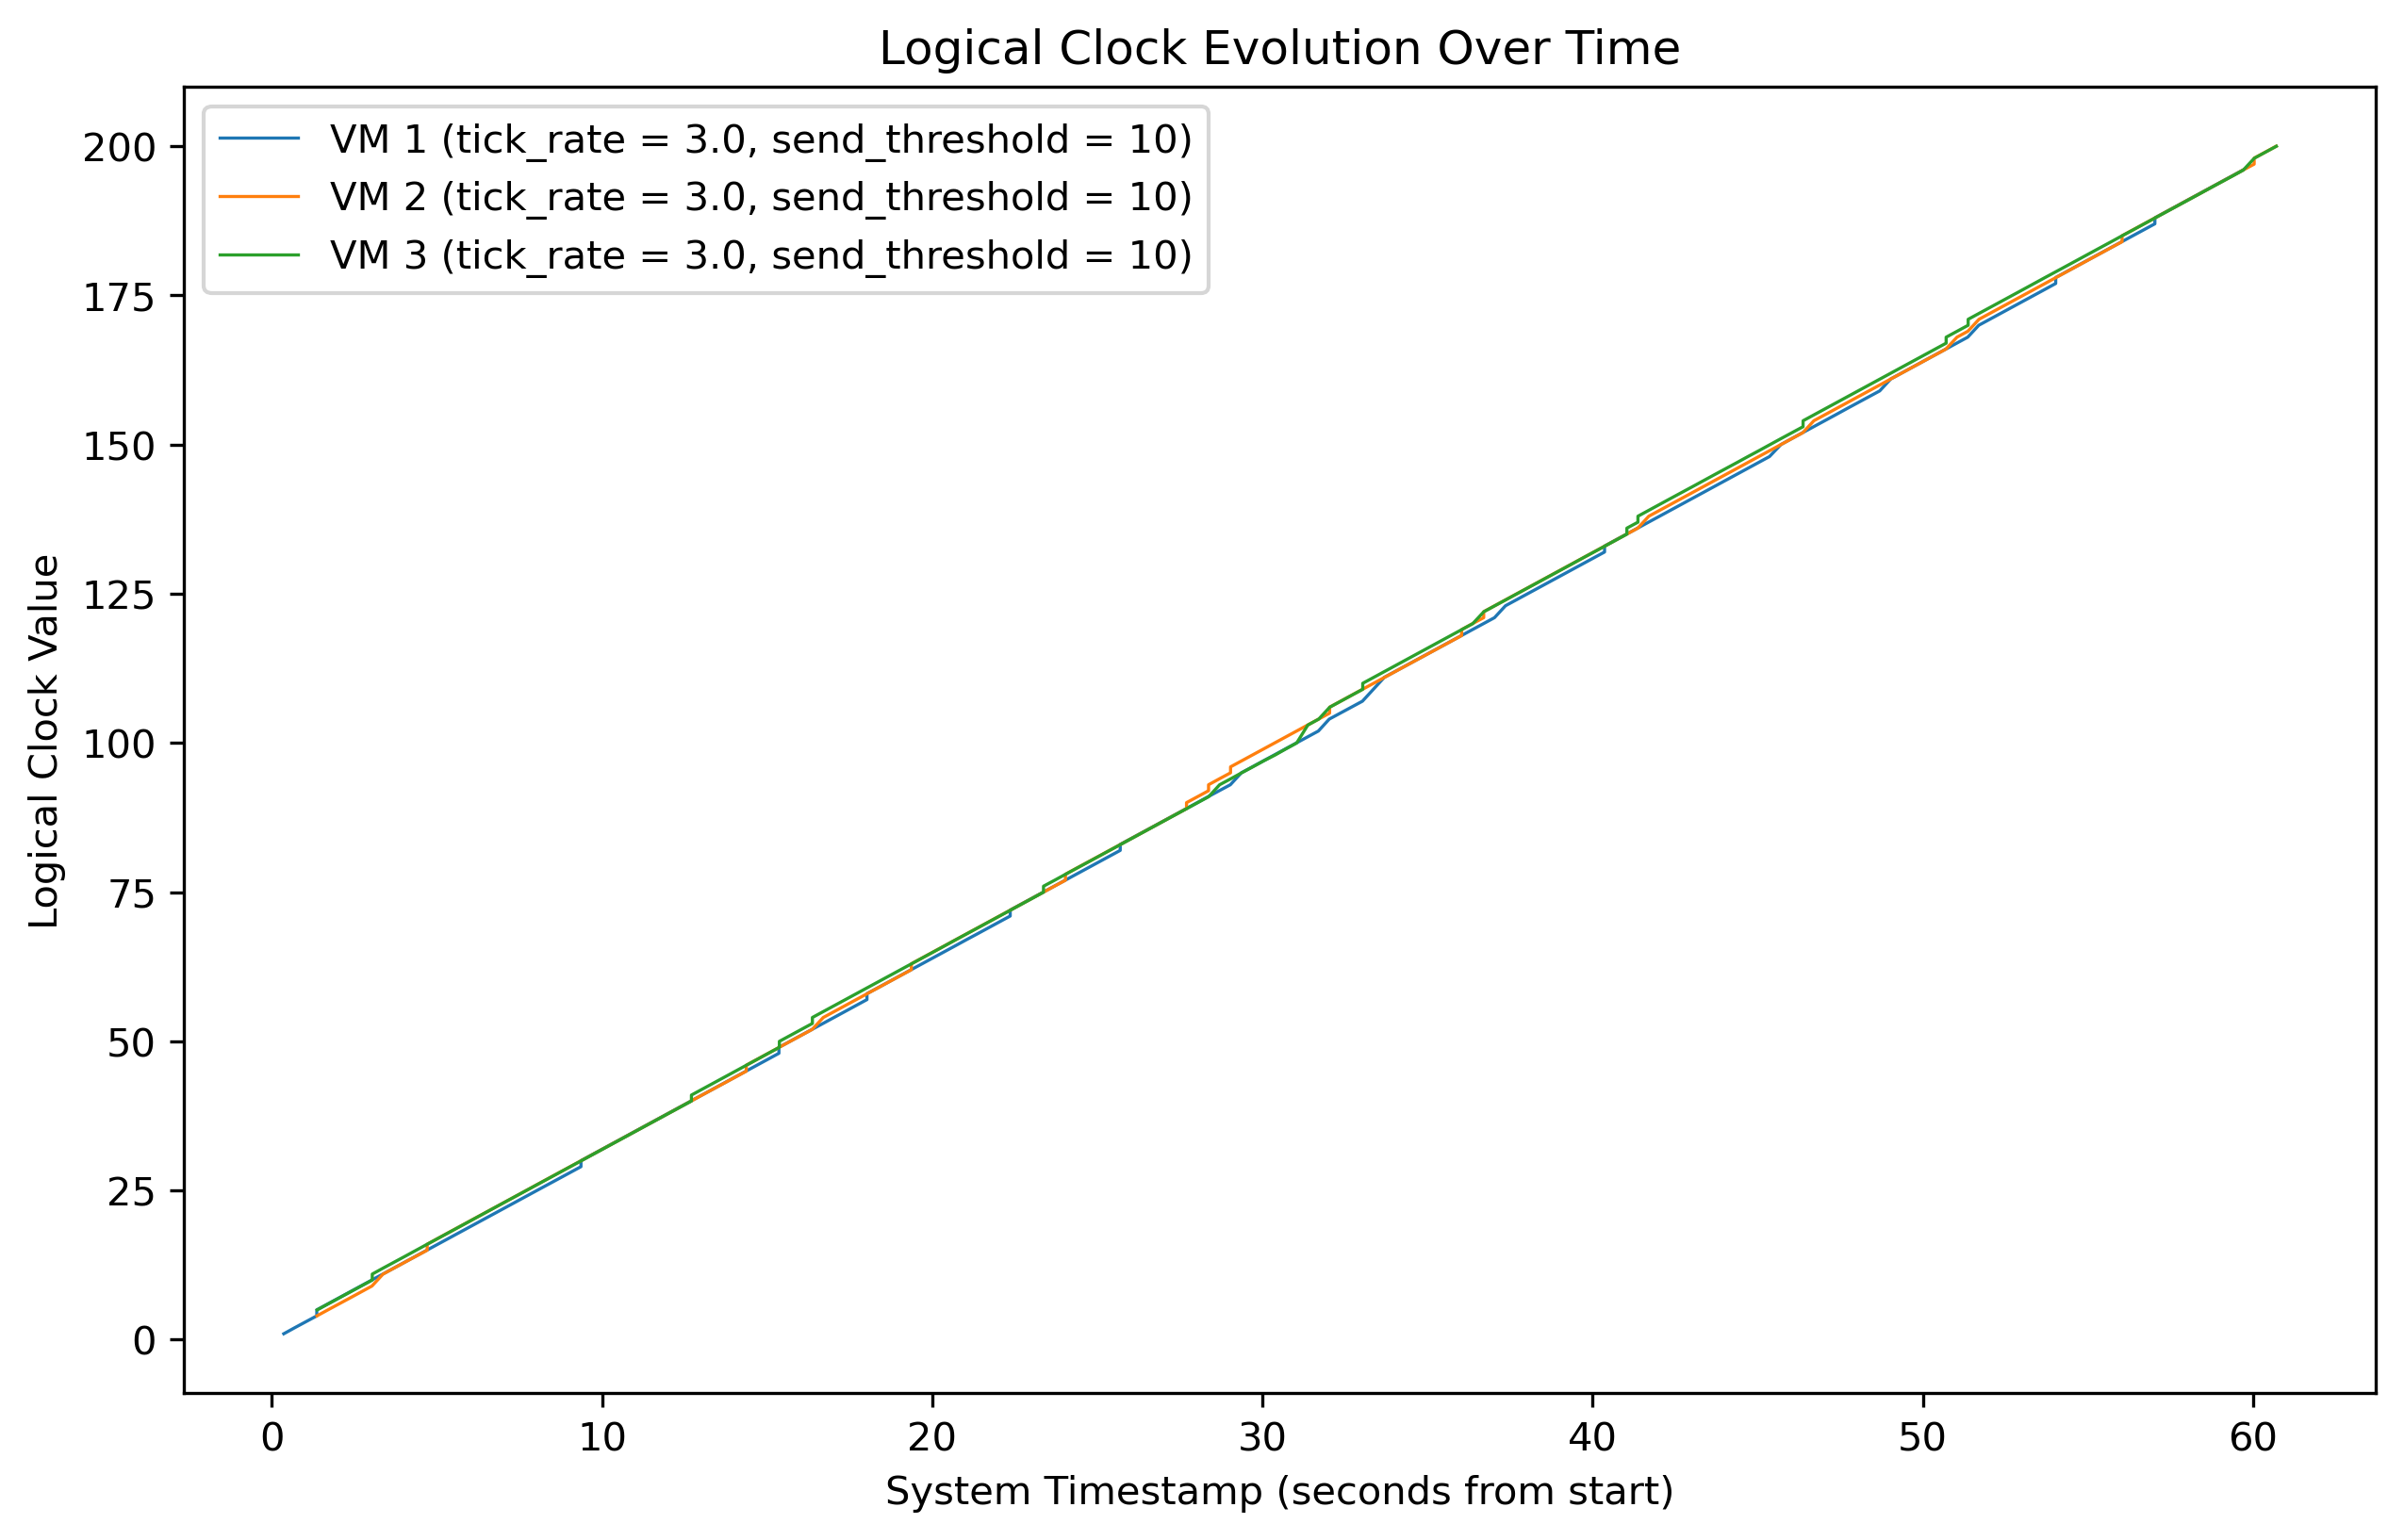 Logical Clock Evolution Over Time
VM 1 (tick_rate = 3.0, send_threshold = 10)
VM 2 (tick_rate = 3.0, send_threshold = 10)
VM 3 (tick_rate = 3.0, send_threshold = 10)
Logical Clock Value
200
175
150
125
100
75
50
25
0
0 10 20 30 40 50 60
System Timestamp (seconds from start)